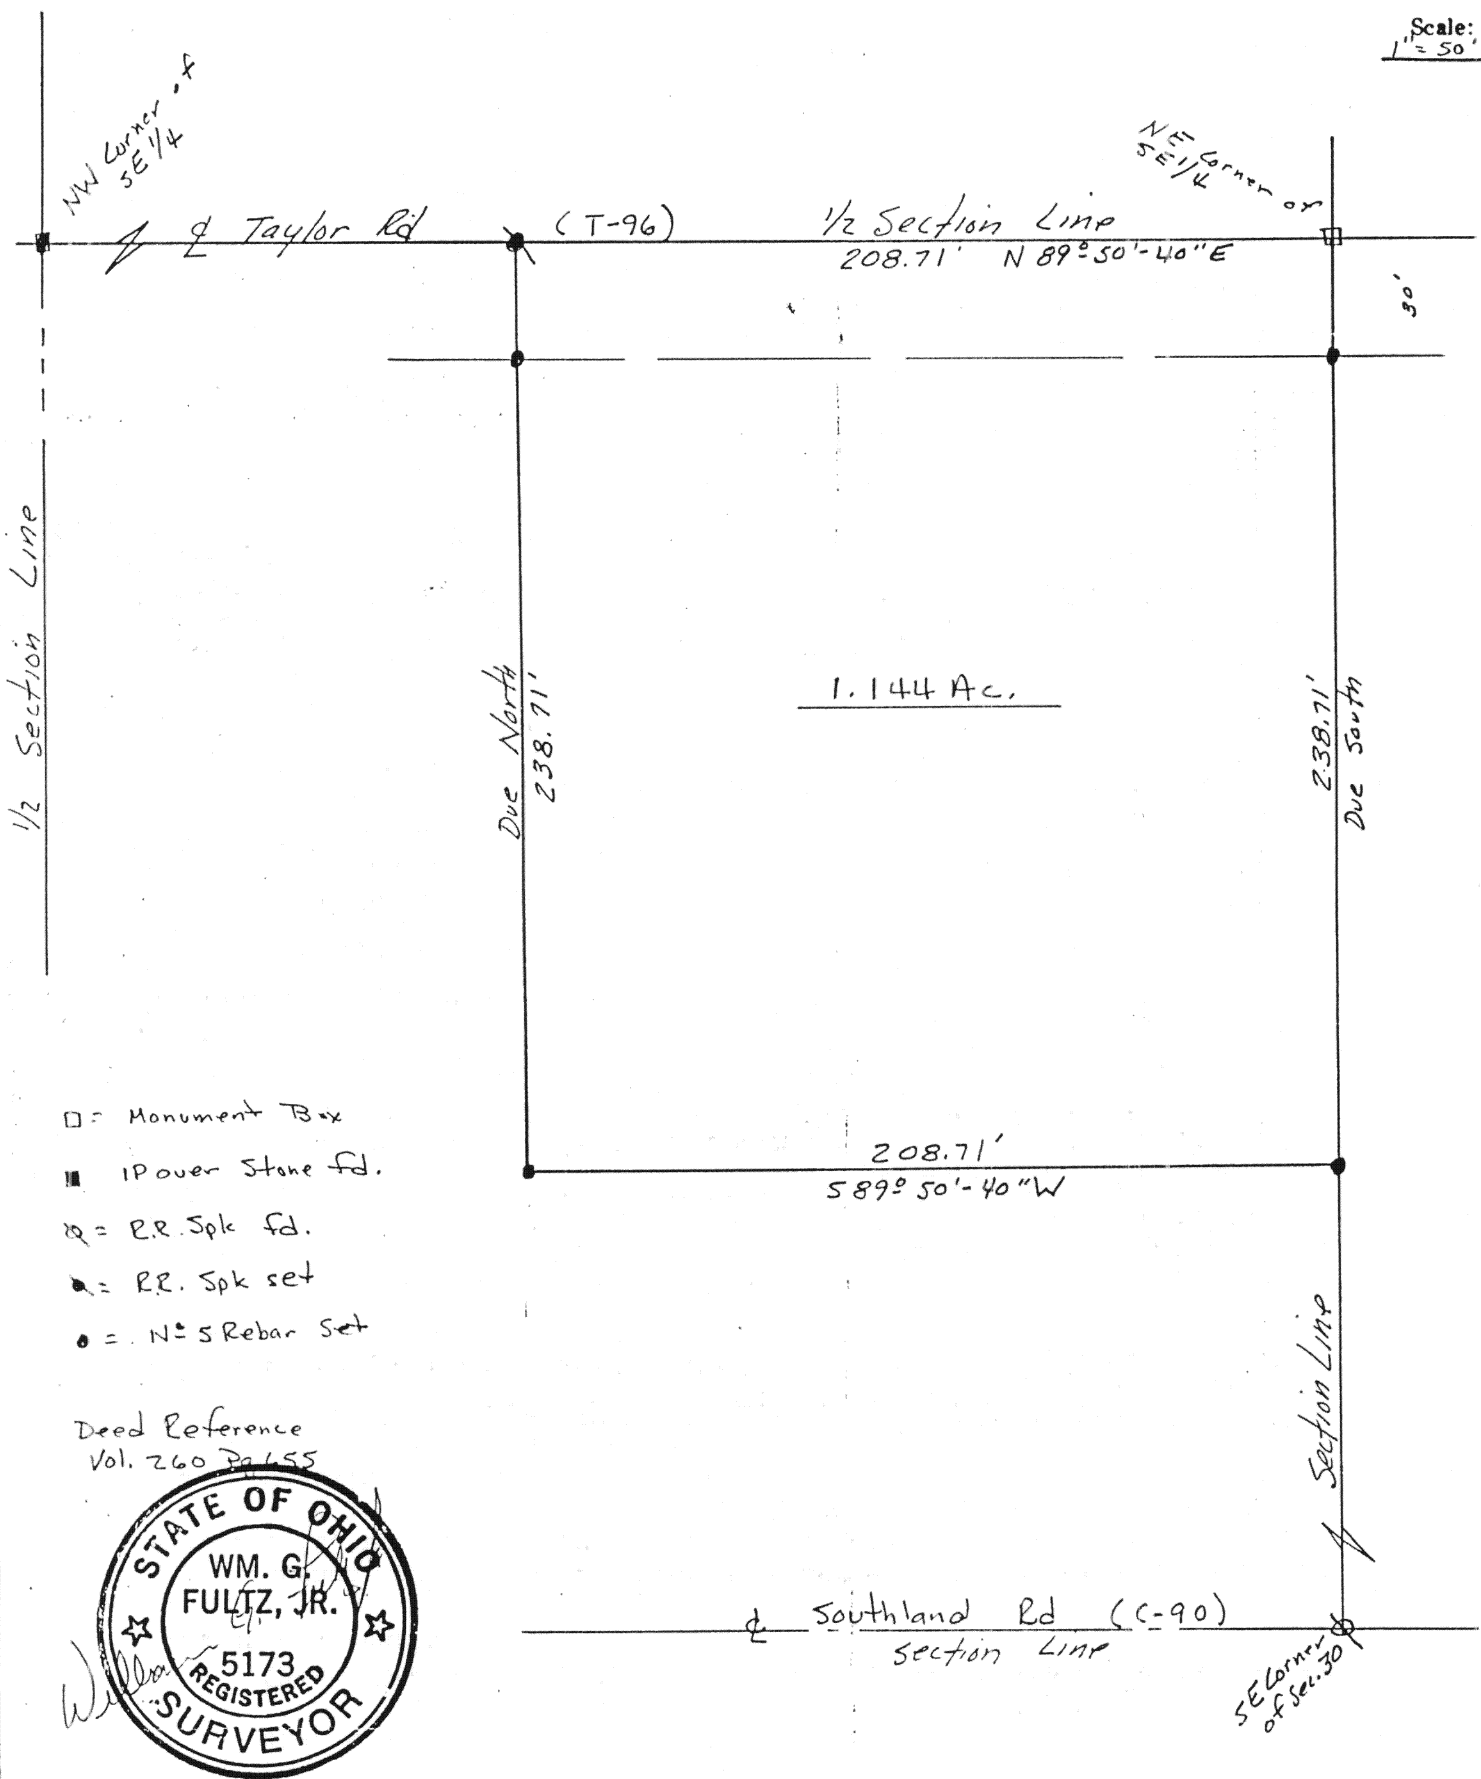 Scale:
1" = 50'
NW Corner of
SE 1/4
NE Corner of
SE 1/4
℄ Taylor Rd (T-96) 1/2 Section Line
208.71' N 89°-50'-40"E
30'
1/2 Section Line
Due North
238.71'
1.144 Ac.
238.71'
Due South
208.71'
S 89° 50'-40"W
□ = Monument Box
IP over Stone fd.
= R.R. Spk fd.
= R.R. Spk set
● = No 5 Rebar Set
Deed Reference
Vol. 260 Pg 655
Section Line
STATE OF OHIO
WM. G.
FULTZ, JR.
5173
REGISTERED
SURVEYOR
℄ Southland Rd (C-90)
Section Line
SE Corner
of Sec. 30